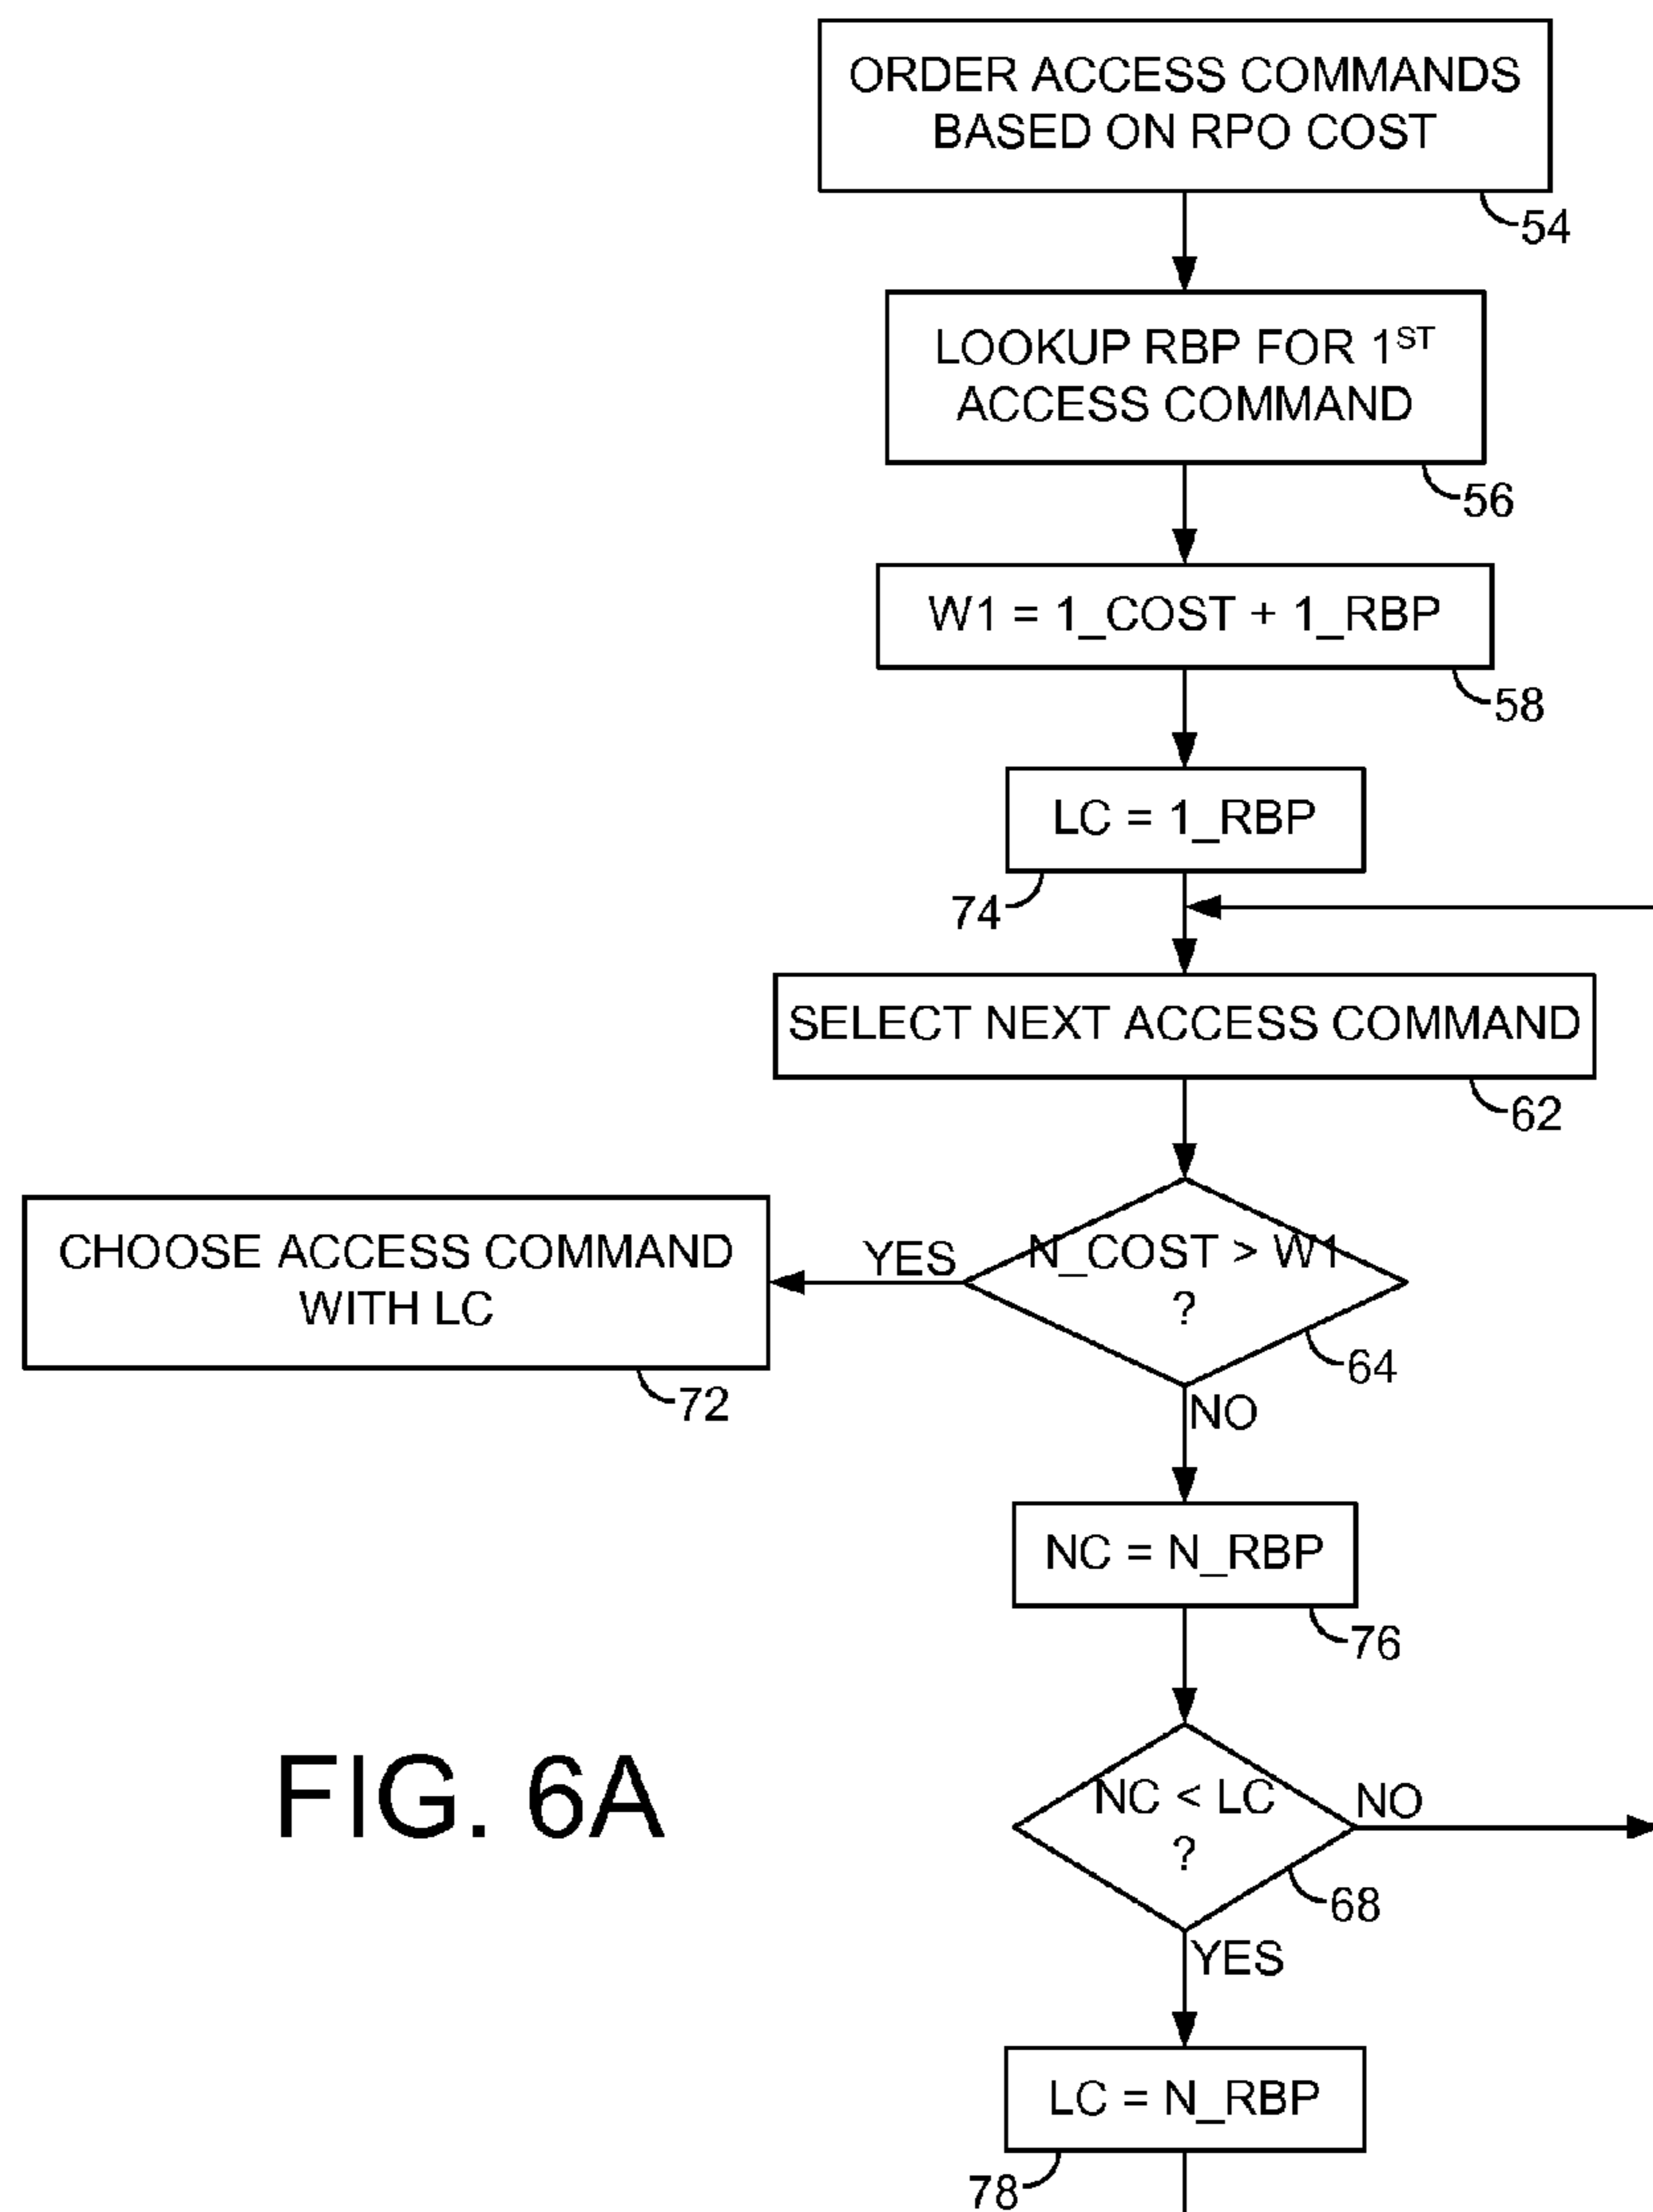 ORDER ACCESS COMMANDS
BASED ON RPO COST
54
LOOKUP RBP FOR 1ST
ACCESS COMMAND
56
W1 = 1_COST + 1_RBP
58
LC = 1_RBP
74
SELECT NEXT ACCESS COMMAND
62
CHOOSE ACCESS COMMAND
WITH LC
72
YES
N_COST > W1
?
64
NO
NC = N_RBP
76
NC < LC
?
NO
68
YES
LC = N_RBP
78
FIG. 6A